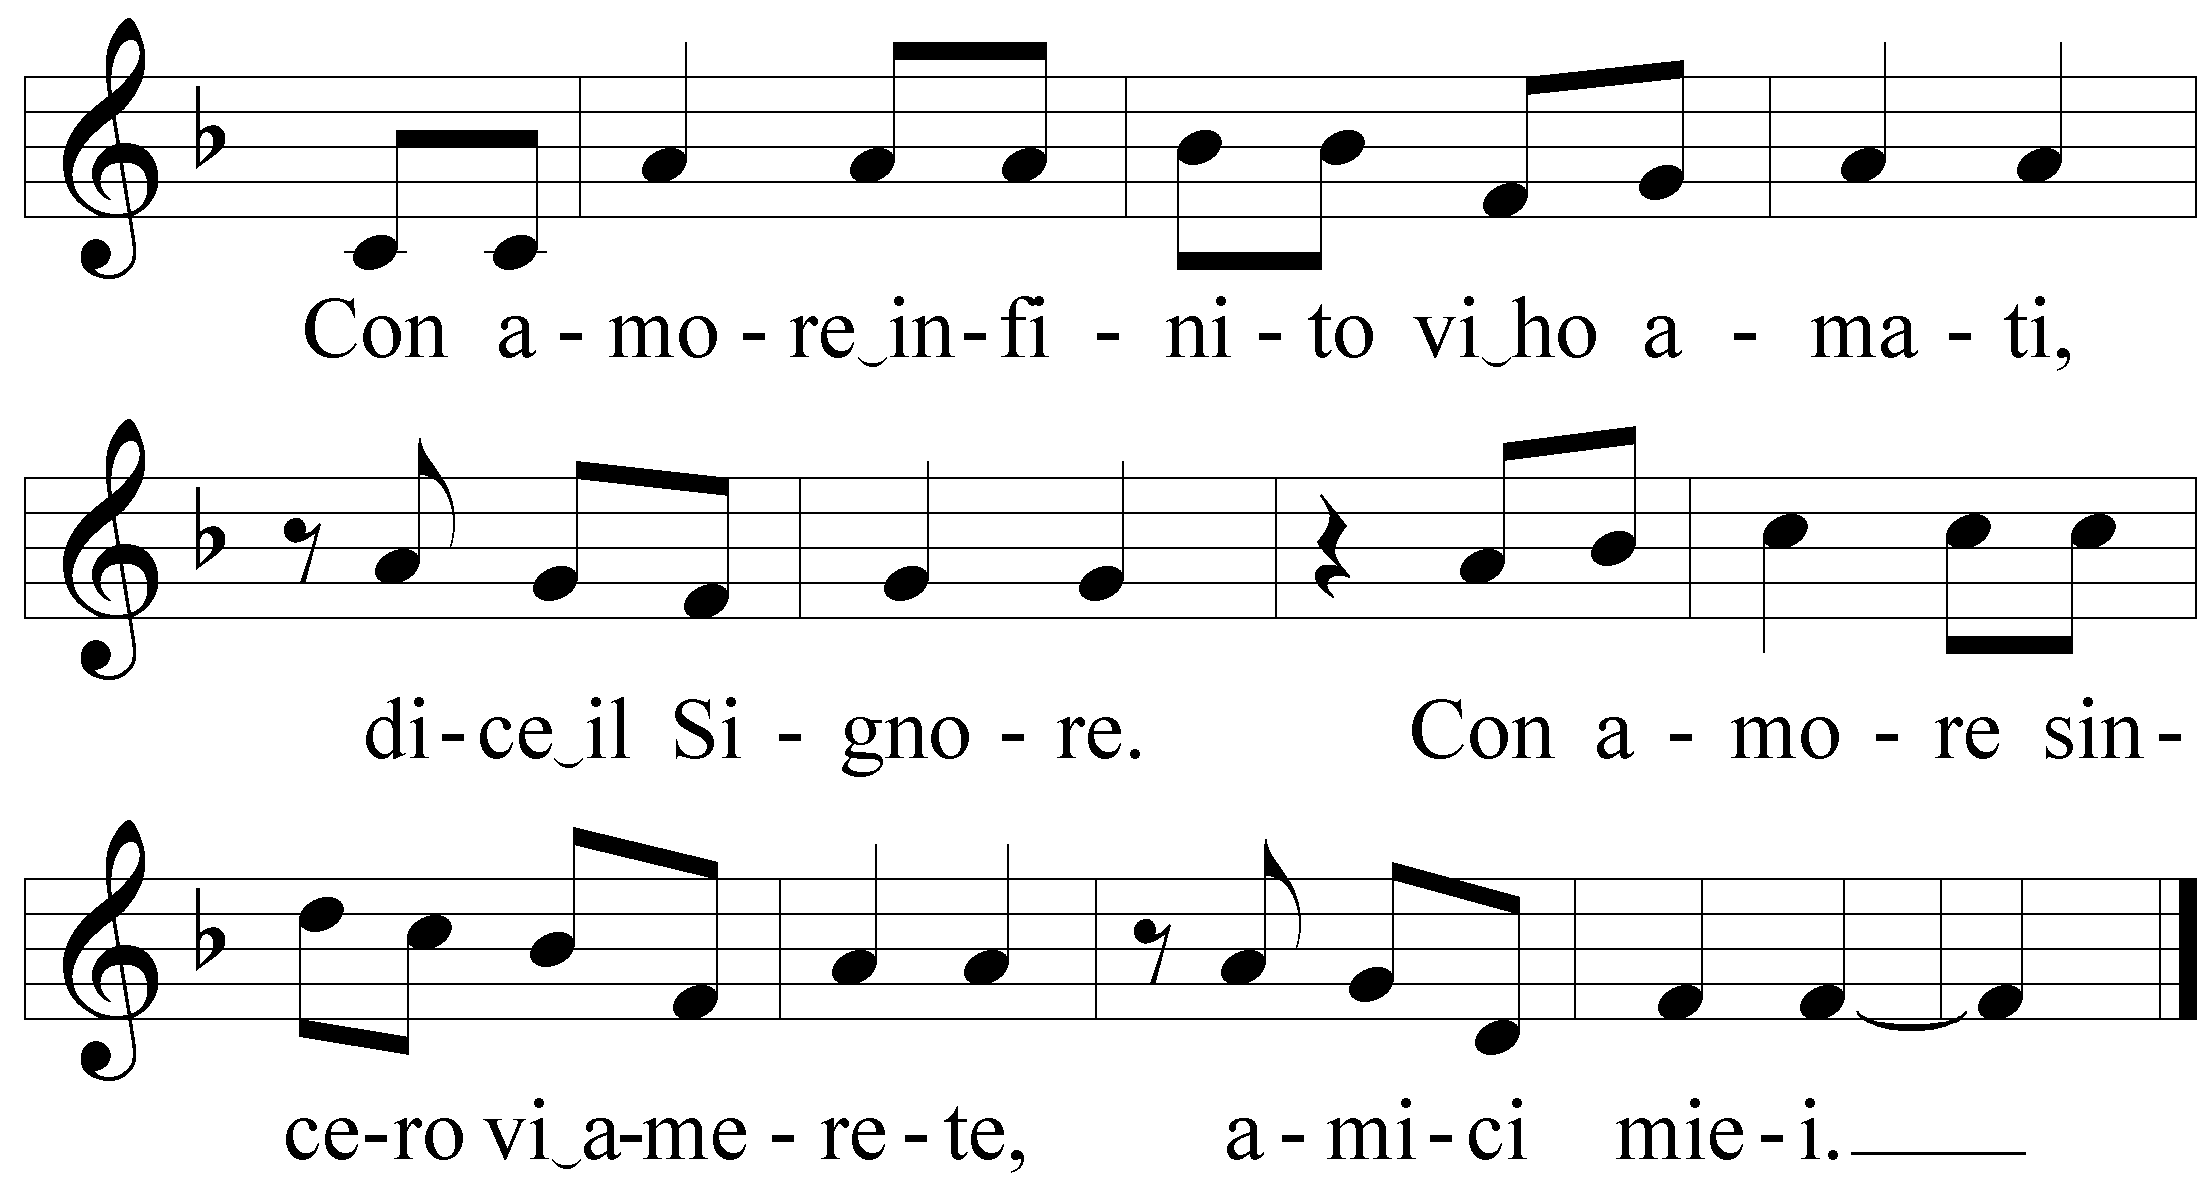 Con a - mo - re‿in-fi - ni - to vi‿ho a - ma - ti,
di-ce‿il Si - gno - re. Con a - mo - re sin-
ce-ro vi‿a-me - re - te, a - mi - ci mie - i.